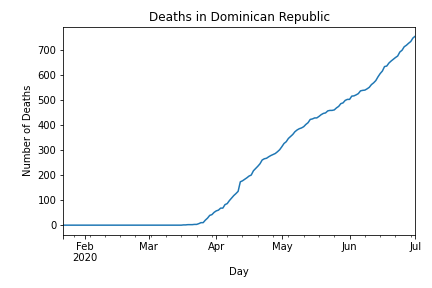 Deaths in Dominican Republic
Number of Deaths
700
600
500
400
300
200
100
0
Feb
2020
Mar
Apr
May
Jun
Jul
Day